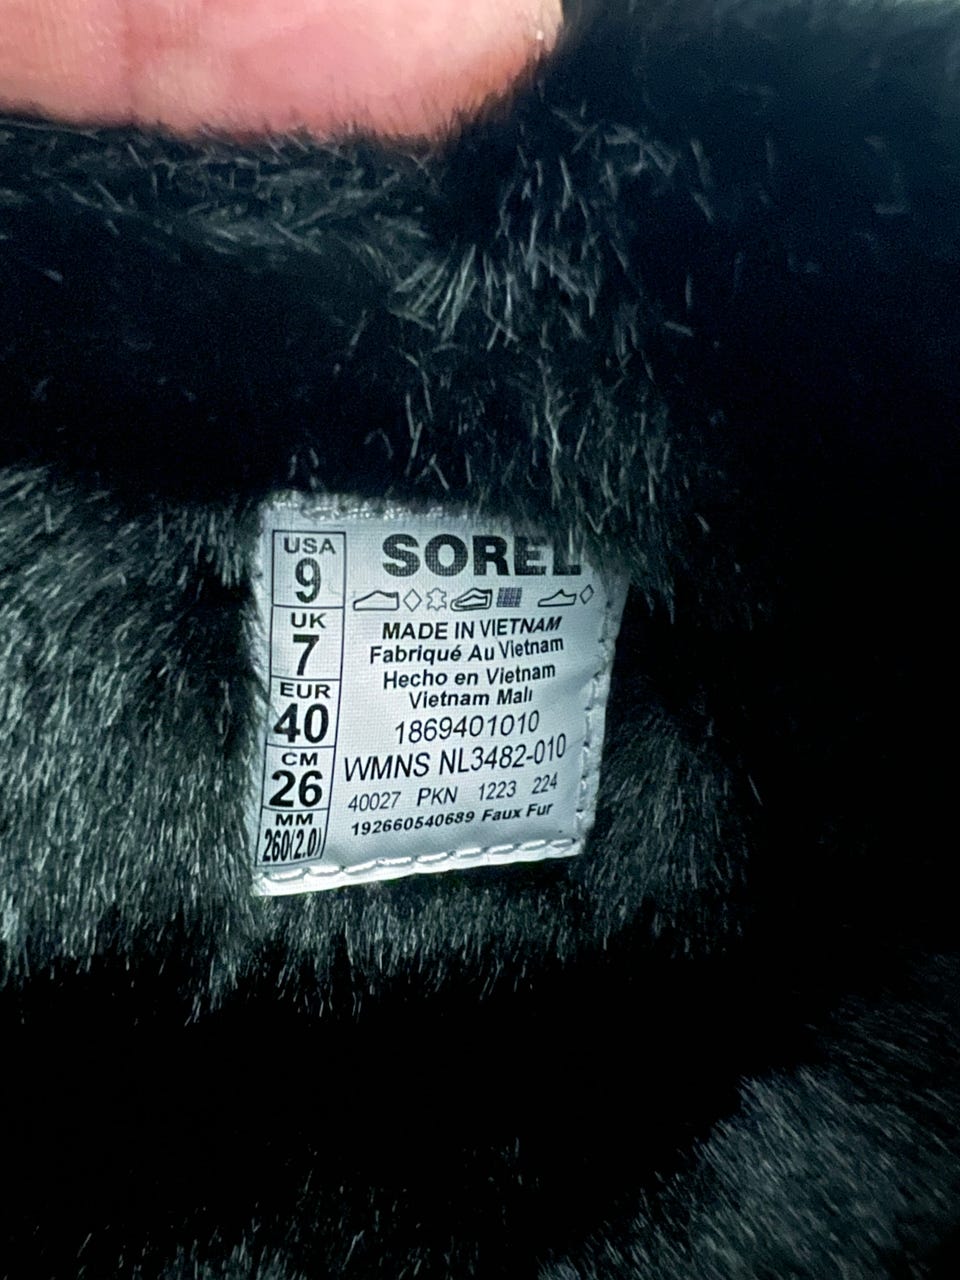 USA
9
UK
7
EUR
40
CM
26
MM
260(2.0)
SOREL
MADE IN VIETNAM
Fabriqué Au Vietnam
Hecho en Vietnam
Vietnam Malı
1869401010
WMNS NL3482-010
40027 PKN 1223 224
192660540689 Faux Fur